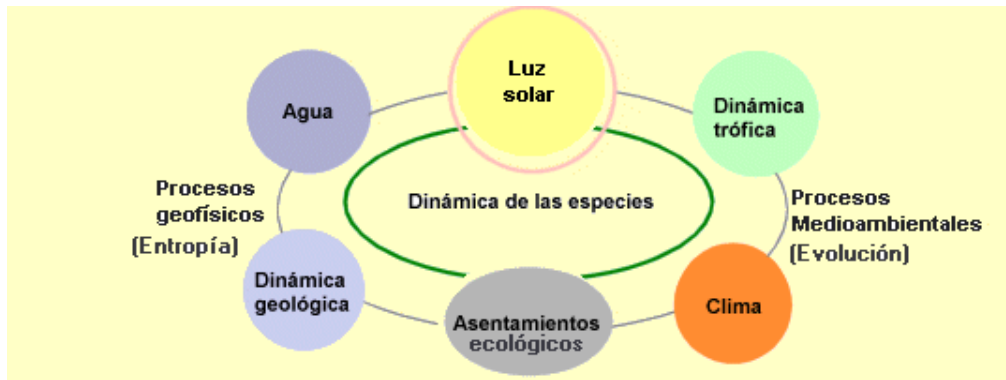 Luz
solar
Agua
Dinámica
trófica
Procesos
geofísicos
(Entropía)
Dinámica de las especies
Procesos
Medioambientales
(Evolución)
Dinámica
geológica
Asentamientos
ecológicos
Clima